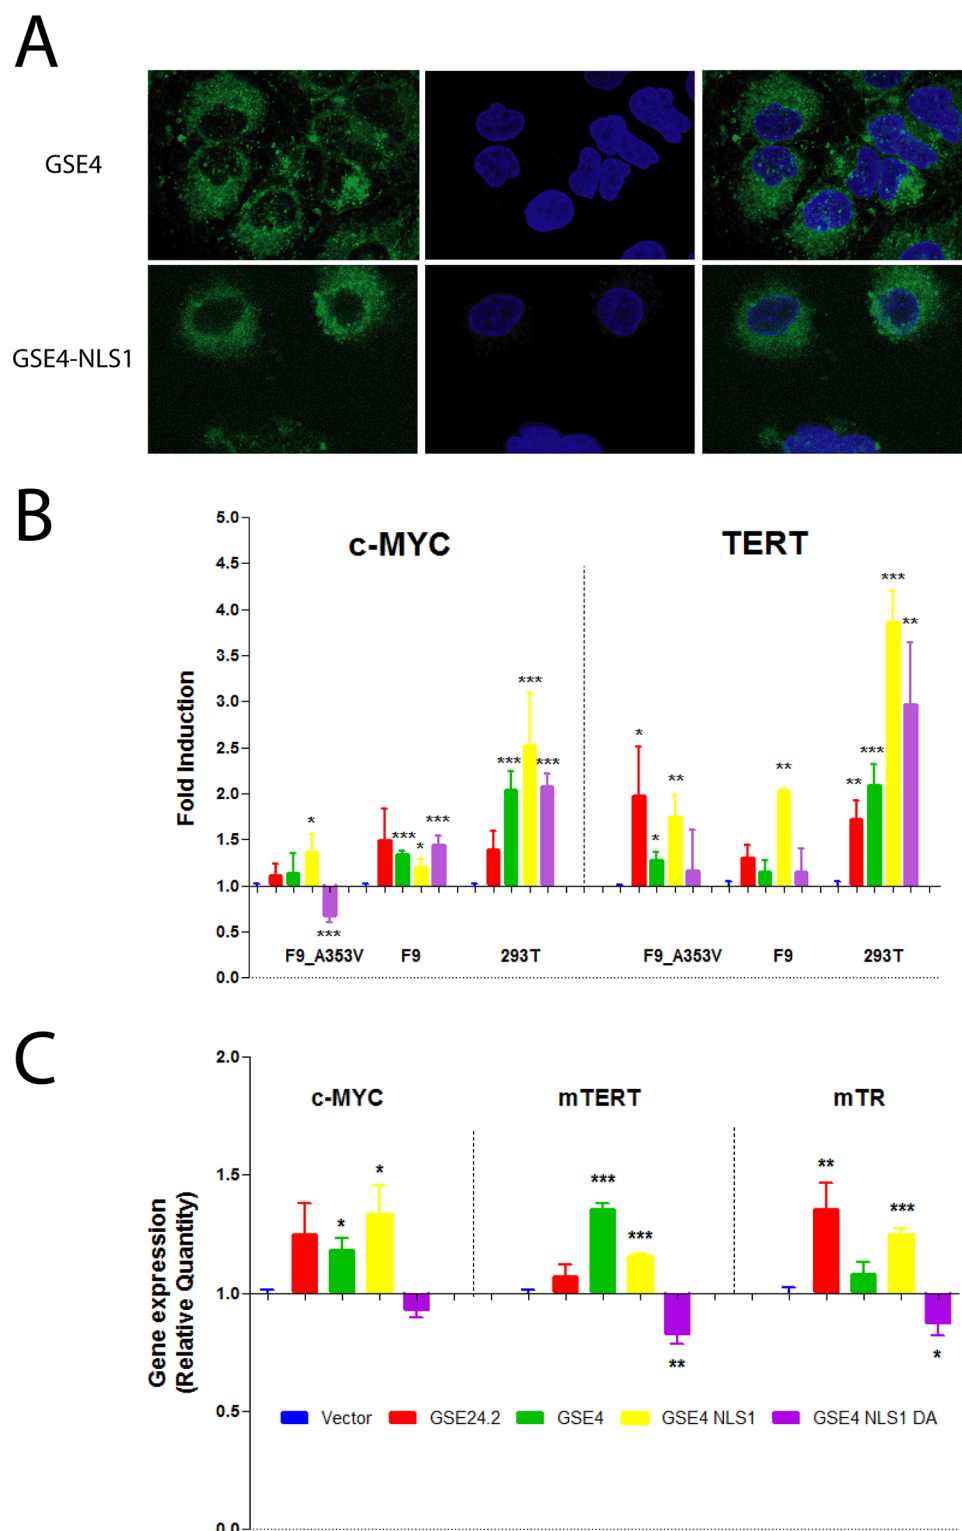 A
GSE4
GSE4-NLS1
B
c-MYC TERT
Fold Induction
5.0
4.5
4.0
3.5
3.0
2.5
2.0
1.5
1.0
0.5
0.0
* *** *** * *** *** *** *** * * ** ** ** *** *** **
F9_A353V F9 293T F9_A353V F9 293T
C
c-MYC mTERT mTR
Gene expression
(Relative Quantity)
2.0
1.5
1.0
0.5
0.0
* * *** *** ** ** *** *
Vector GSE24.2 GSE4 GSE4 NLS1 GSE4 NLS1 DA